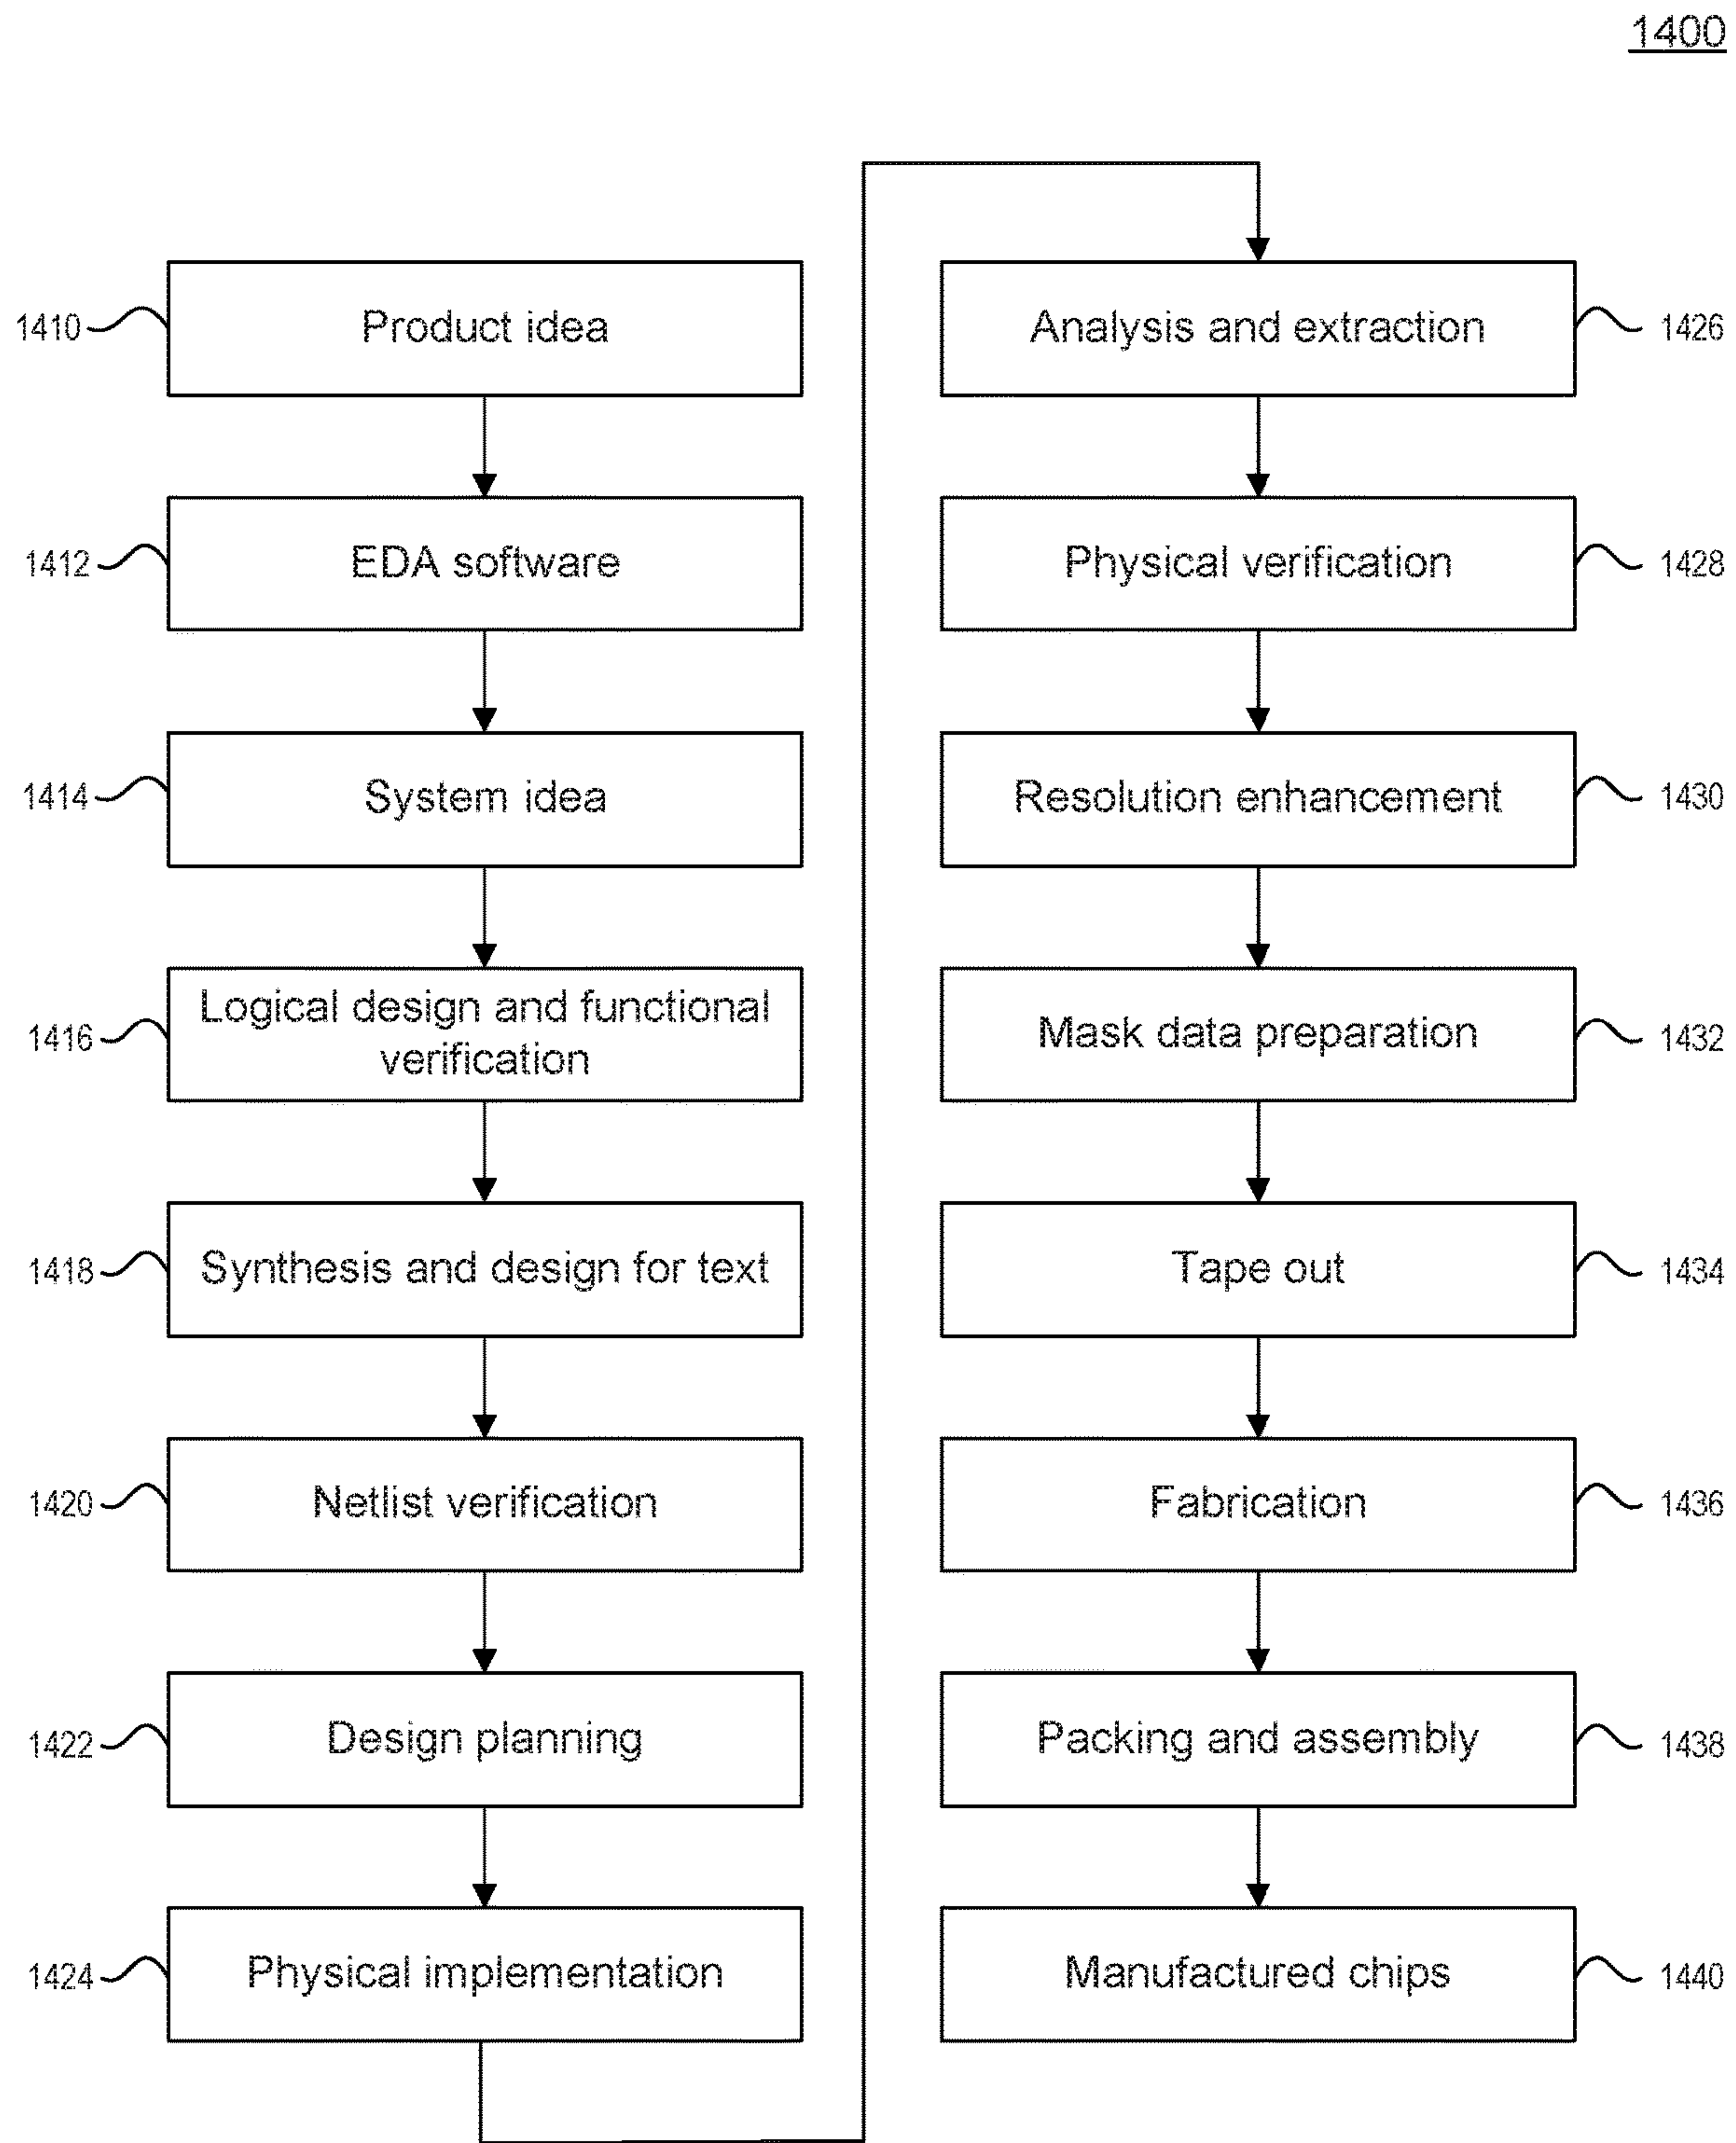 1400
1410
Product idea
1412
EDA software
1414
System idea
1416
Logical design and functional
verification
1418
Synthesis and design for text
1420
Netlist verification
1422
Design planning
1424
Physical implementation
Analysis and extraction
1426
Physical verification
1428
Resolution enhancement
1430
Mask data preparation
1432
Tape out
1434
Fabrication
1436
Packing and assembly
1438
Manufactured chips
1440